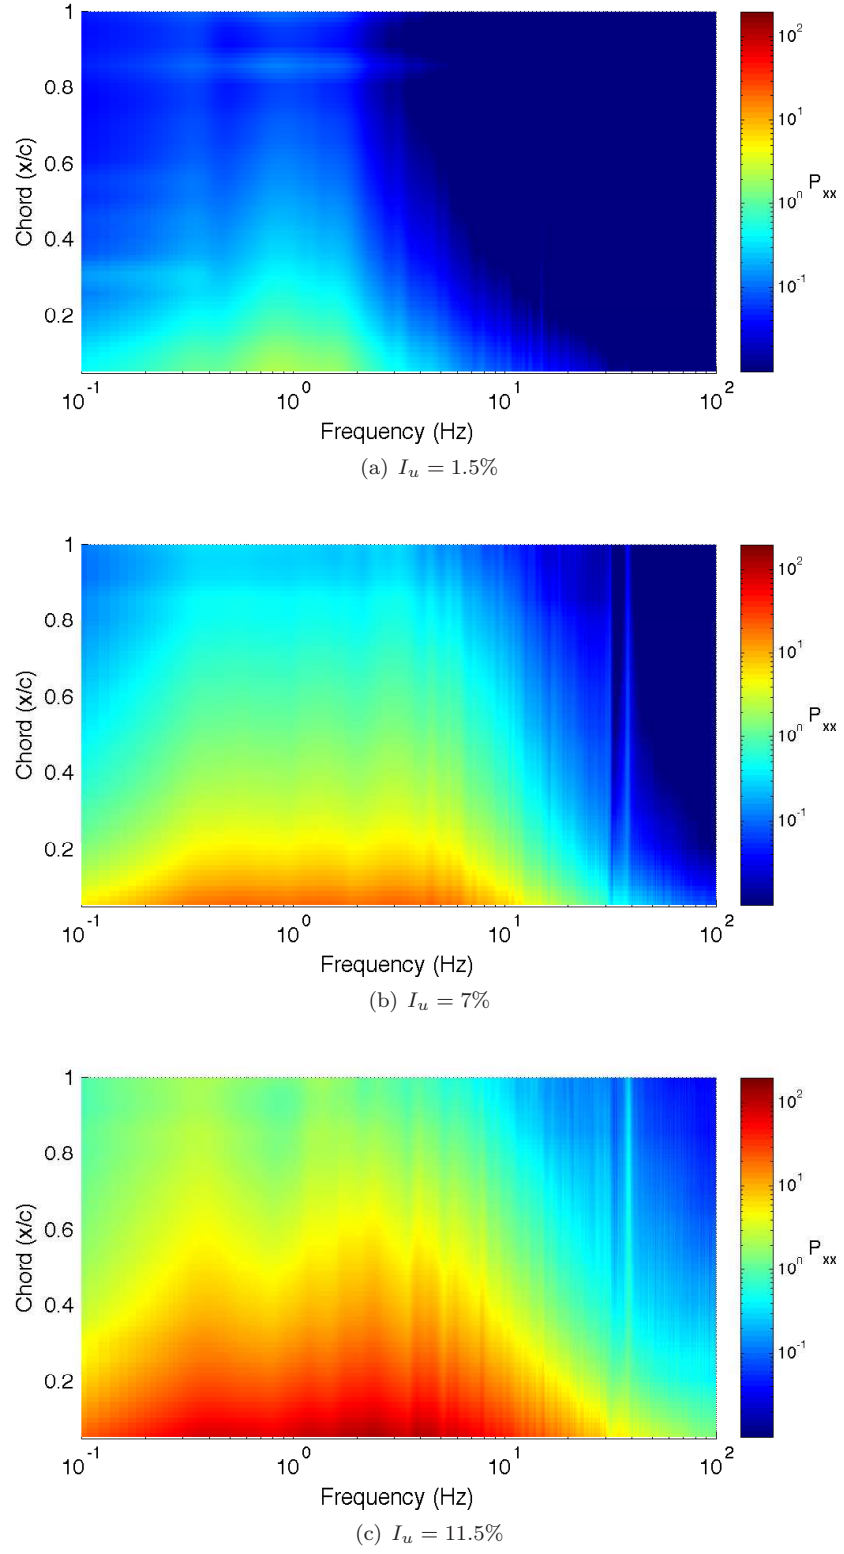 1
0.8
0.6
0.4
0.2
Chord (x/c)
10^-1 10^0 10^1 10^2
Frequency (Hz)
10^2
10^1
10^0
10^-1
P_xx
(a) I_u = 1.5%
1
0.8
0.6
0.4
0.2
Chord (x/c)
10^-1 10^0 10^1 10^2
Frequency (Hz)
10^2
10^1
10^0
10^-1
P_xx
(b) I_u = 7%
1
0.8
0.6
0.4
0.2
Chord (x/c)
10^-1 10^0 10^1 10^2
Frequency (Hz)
10^2
10^1
10^0
10^-1
P_xx
(c) I_u = 11.5%